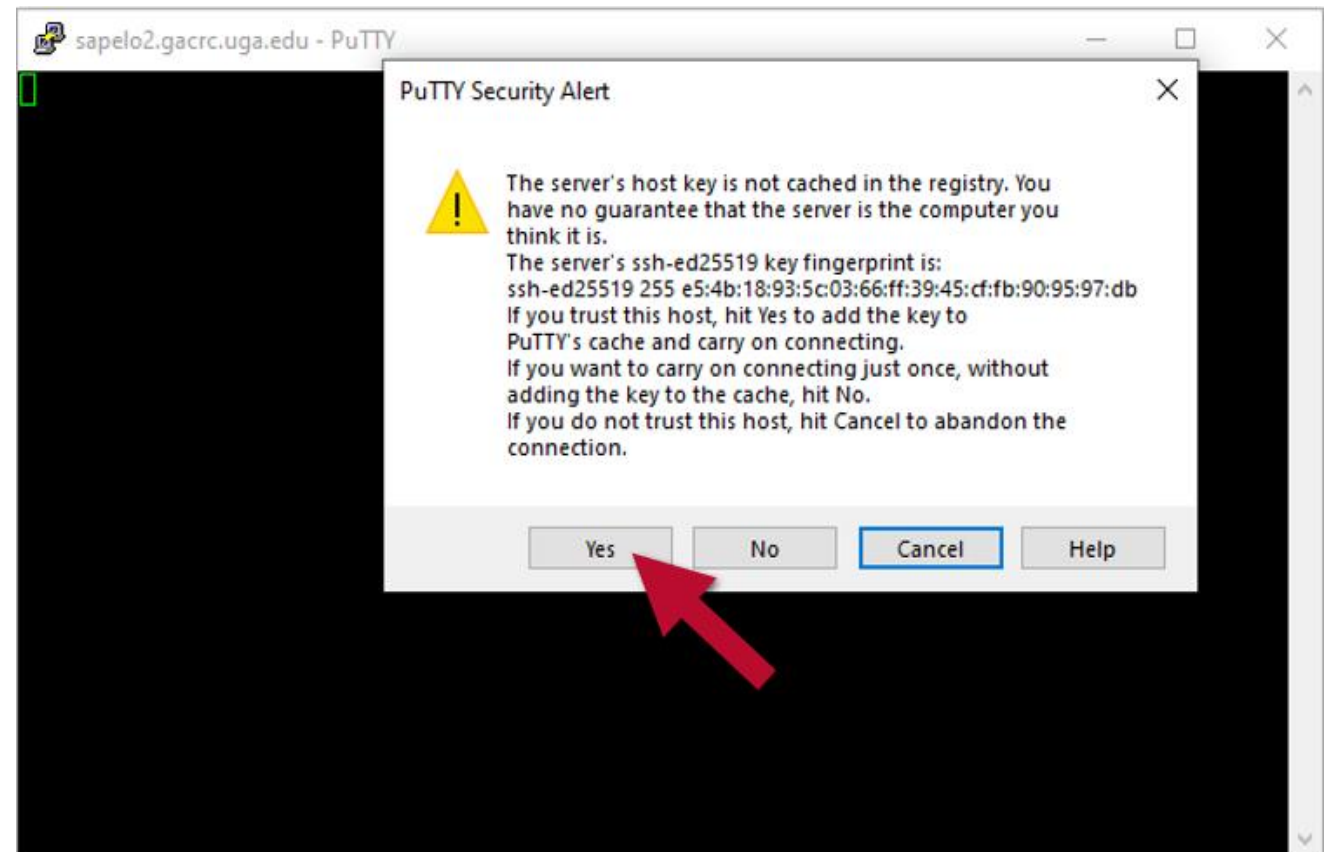 sapelo2.gacrc.uga.edu - PuTTY
PuTTY Security Alert
The server's host key is not cached in the registry. You
have no guarantee that the server is the computer you
think it is.
The server's ssh-ed25519 key fingerprint is:
ssh-ed25519 255 e5:4b:18:93:5c:03:66:ff:39:45:cf:fb:90:95:97:db
If you trust this host, hit Yes to add the key to
PuTTY's cache and carry on connecting.
If you want to carry on connecting just once, without
adding the key to the cache, hit No.
If you do not trust this host, hit Cancel to abandon the
connection.
Yes No Cancel Help